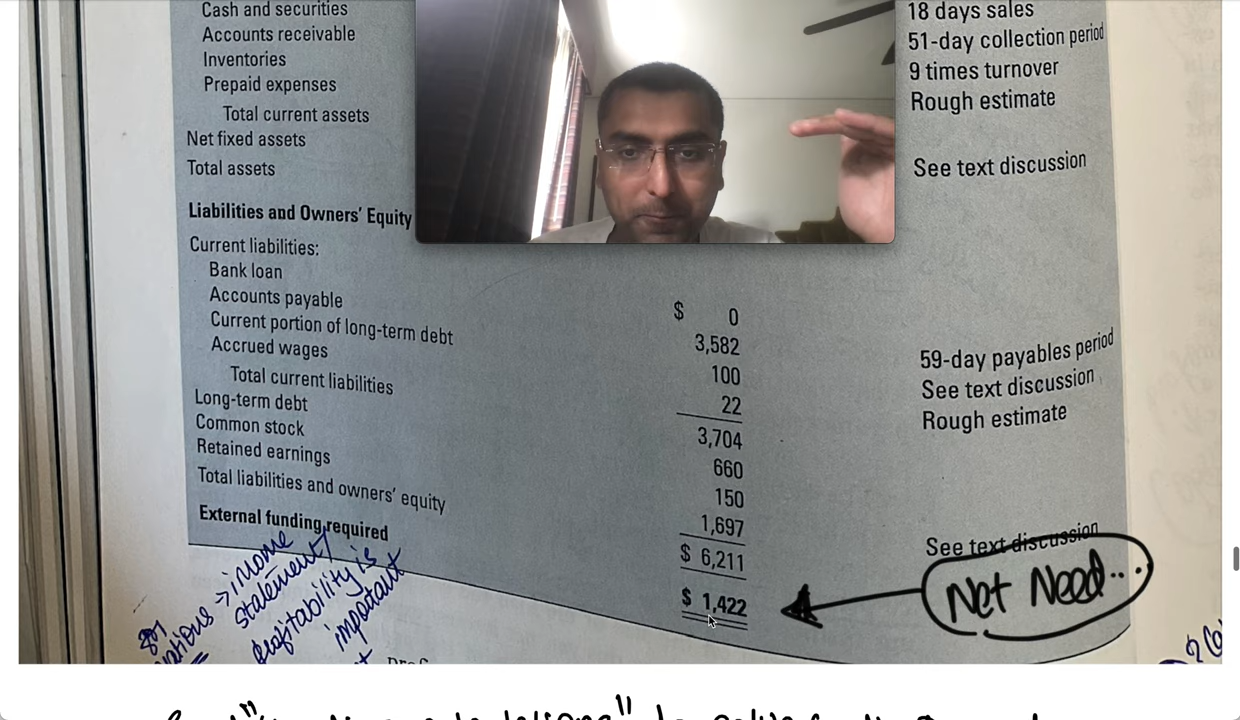 Cash and securities 18 days sales
Accounts receivable 51-day collection period
Inventories 9 times turnover
Prepaid expenses Rough estimate
Total current assets
Net fixed assets See text discussion
Total assets
Liabilities and Owners' Equity
Current liabilities:
Bank loan $ 0
Accounts payable 3,582 59-day payables period
Current portion of long-term debt 100 See text discussion
Accrued wages 22 Rough estimate
Total current liabilities 3,704
Long-term debt 660
Common stock 150
Retained earnings 1,697 See text discussion
Total liabilities and owners' equity $ 6,211
External funding required $ 1,422
Net Need...
→ income
statement/
profitability is
important